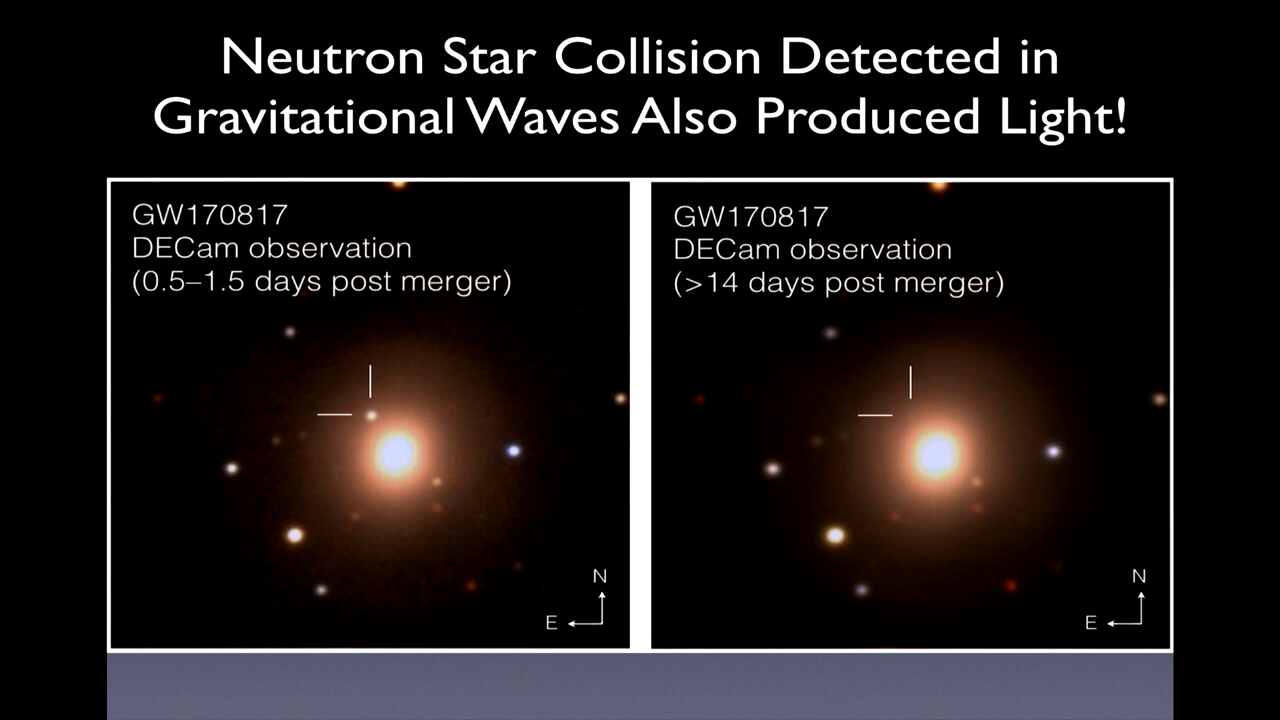 Neutron Star Collision Detected in
Gravitational Waves Also Produced Light!
GW170817
DECam observation
(0.5–1.5 days post merger)
N
E
GW170817
DECam observation
(>14 days post merger)
N
E